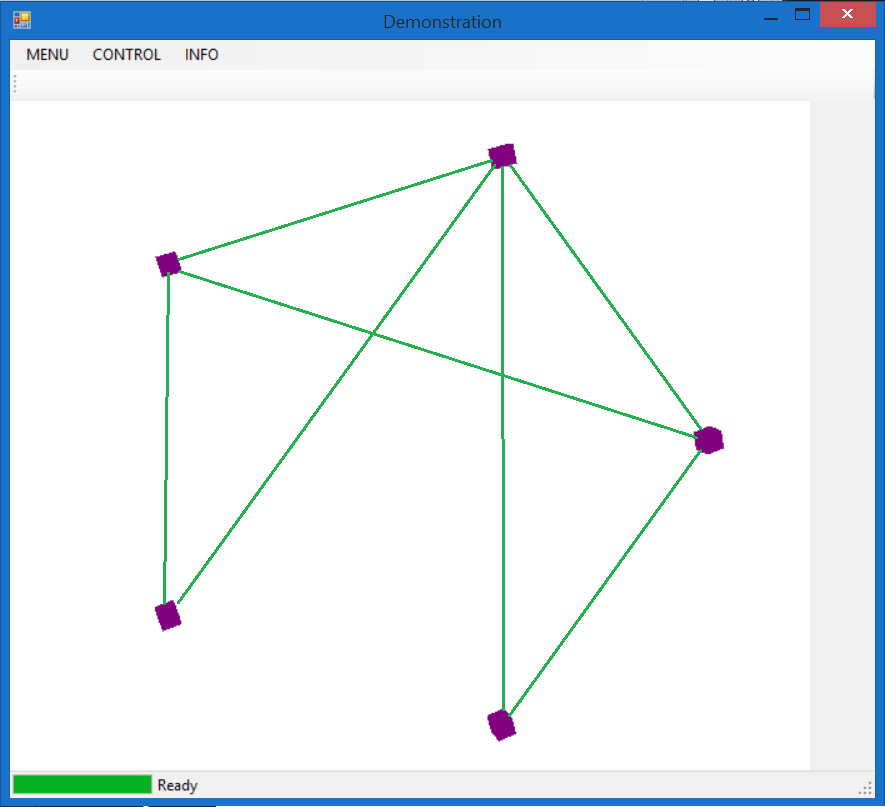 Demonstration
MENU CONTROL INFO
Ready